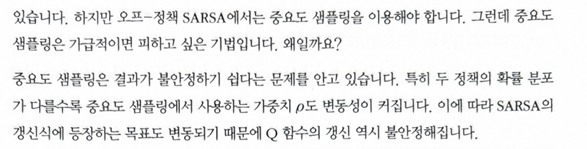 있습니다. 하지만 오프-정책 SARSA에서는 중요도 샘플링을 이용해야 합니다. 그런데 중요도
샘플링은 가급적이면 피하고 싶은 기법입니다. 왜일까요?
중요도 샘플링은 결과가 불안정하기 쉽다는 문제를 안고 있습니다. 특히 두 정책의 확률 분포
가 다를수록 중요도 샘플링에서 사용하는 가중치 ρ도 변동성이 커집니다. 이에 따라 SARSA의
갱신식에 등장하는 목표도 변동되기 때문에 Q 함수의 갱신 역시 불안정해집니다.